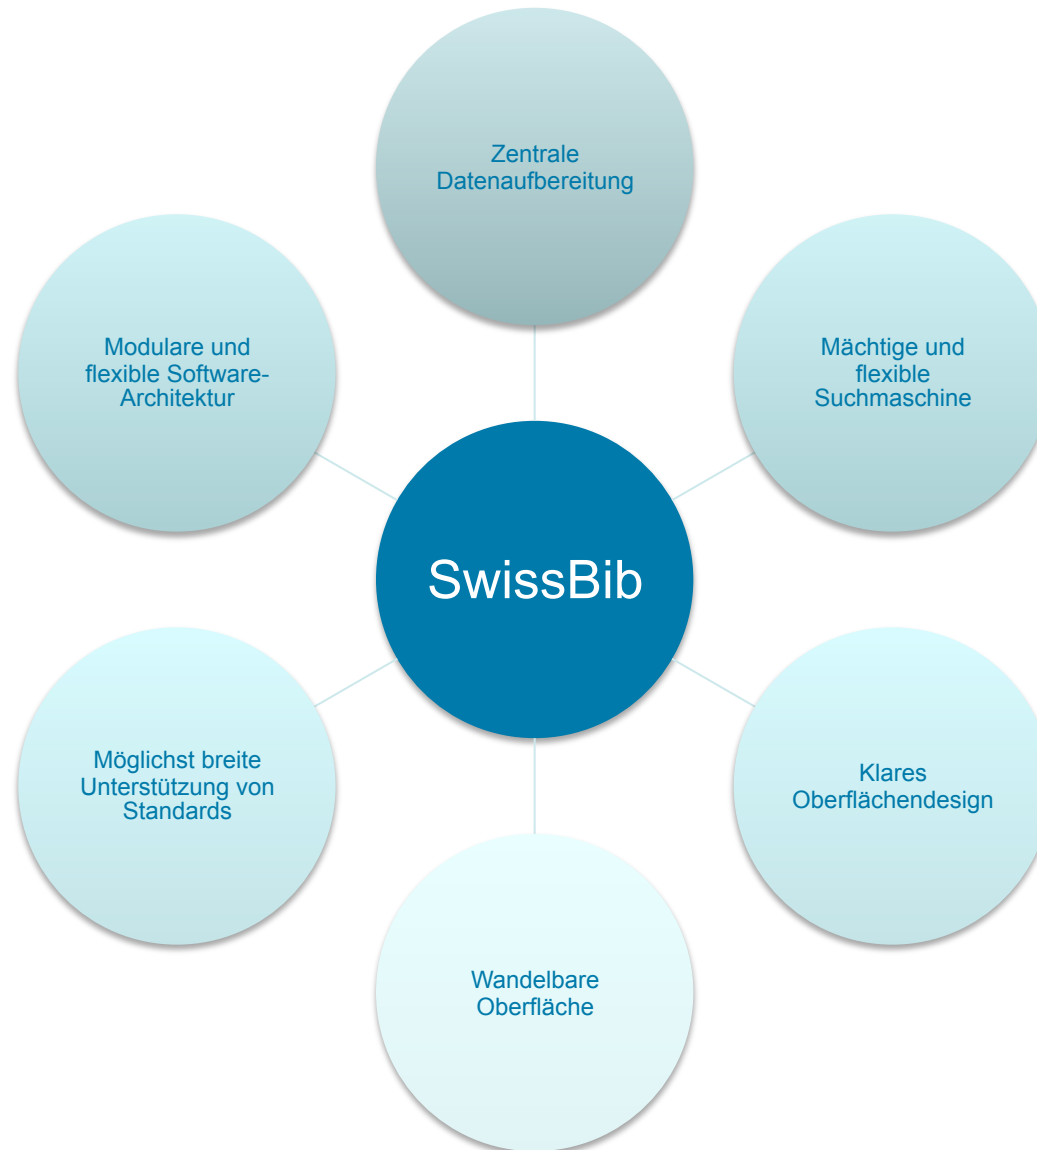 Zentrale
Datenaufbereitung
Modulare und
flexible Software-
Architektur
Mächtige und
flexible
Suchmaschine
SwissBib
Möglichst breite
Unterstützung von
Standards
Klares
Oberflächendesign
Wandelbare
Oberfläche